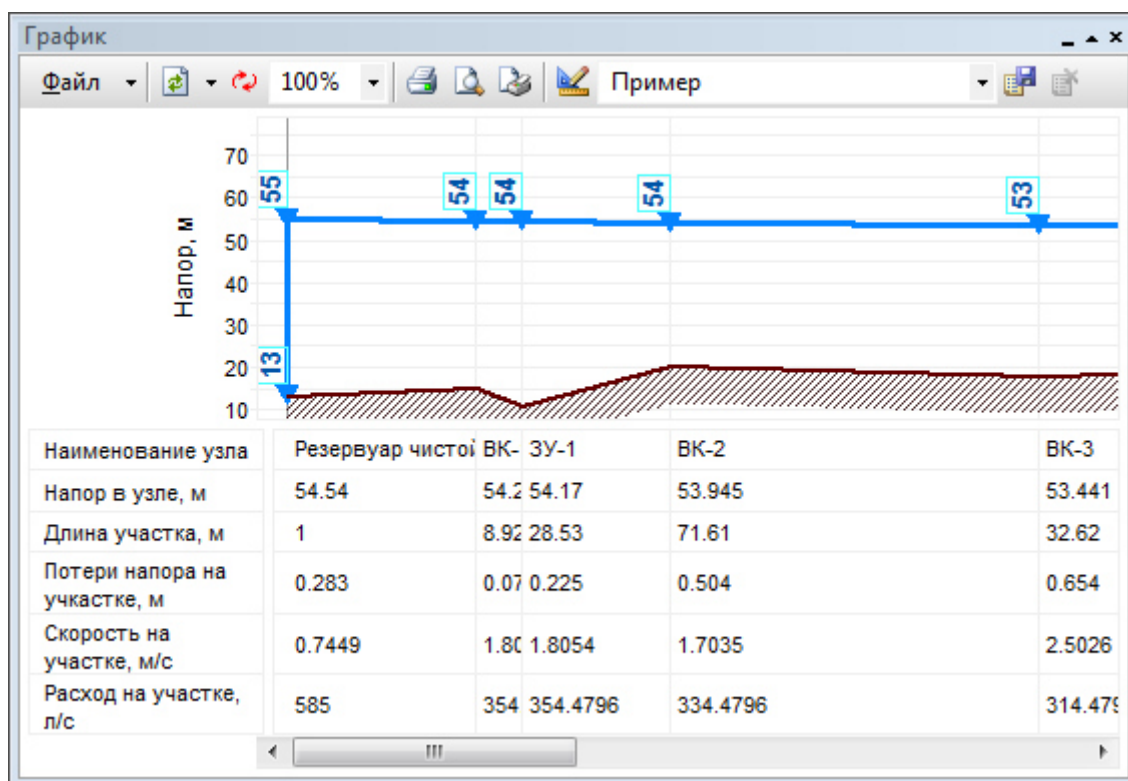 График
Файл 100% Пример
70
60
50
40
30
20
10
Напор, м
55
54
54
54
53
13
Наименование узла Резервуар чистой ВК- ЗУ-1 ВК-2 ВК-3
Напор в узле, м 54.54 54.2 54.17 53.945 53.441
Длина участка, м 1 8.92 28.53 71.61 32.62
Потери напора на
учкастке, м
0.283 0.07 0.225 0.504 0.654
Скорость на
участке, м/с
0.7449 1.80 1.8054 1.7035 2.5026
Расход на участке,
л/с
585 354 354.4796 334.4796 314.479